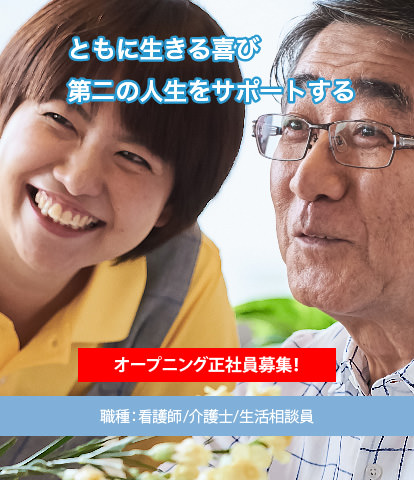 ともに生きる喜び
第二の人生をサポートする
オープニング正社員募集!
職種:看護師/介護士/生活相談員